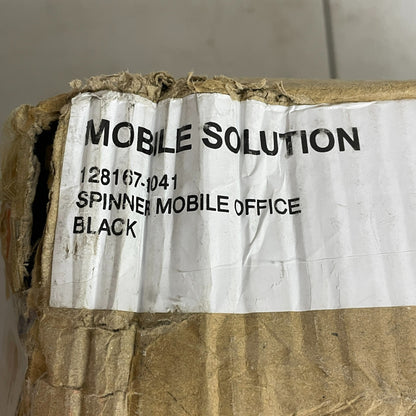 MOBILE SOLUTION
128167-1041
SPINNER MOBILE OFFICE
BLACK